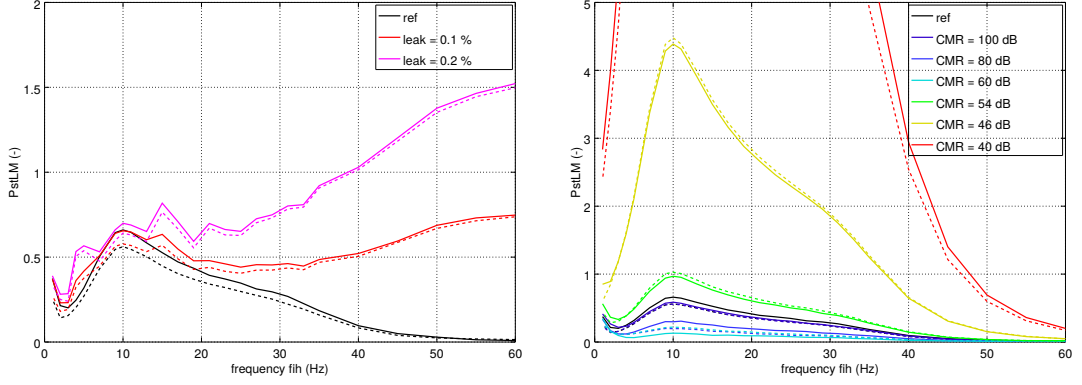 2
1.5
1
0.5
0
0 10 20 30 40 50 60
PstLM (-)
frequency fih (Hz)
ref
leak = 0.1 %
leak = 0.2 %
5
4
3
2
1
0
0 10 20 30 40 50 60
PstLM (-)
frequency fih (Hz)
ref
CMR = 100 dB
CMR = 80 dB
CMR = 60 dB
CMR = 54 dB
CMR = 46 dB
CMR = 40 dB